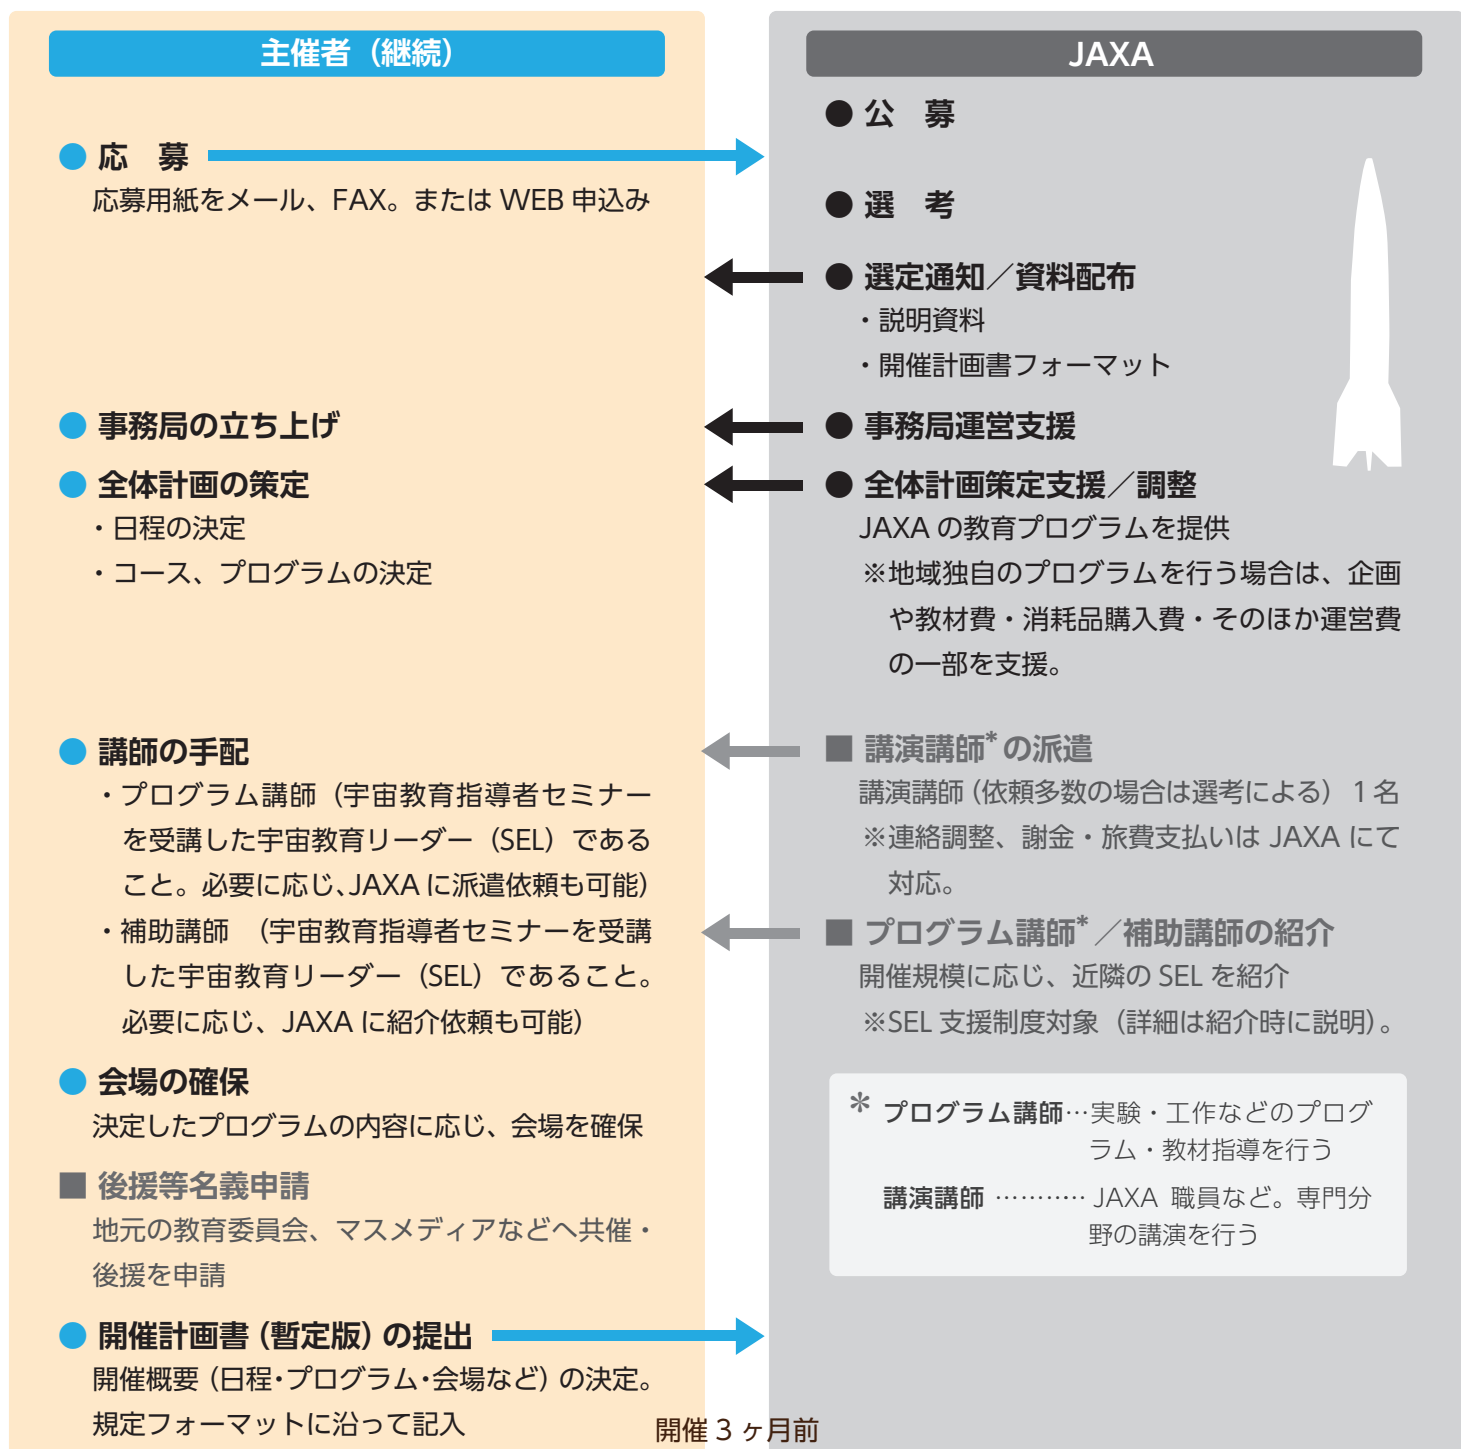 主催者（継続）
● 応　募
応募用紙をメール、FAX。または WEB 申込み
● 事務局の立ち上げ
● 全体計画の策定
・日程の決定
・コース、プログラムの決定
● 講師の手配
・プログラム講師（宇宙教育指導者セミナー
を受講した宇宙教育リーダー（SEL）である
こと。必要に応じ、JAXA に派遣依頼も可能）
・補助講師　（宇宙教育指導者セミナーを受講
した宇宙教育リーダー（SEL）であること。
必要に応じ、JAXA に紹介依頼も可能）
● 会場の確保
決定したプログラムの内容に応じ、会場を確保
■ 後援等名義申請
地元の教育委員会、マスメディアなどへ共催・
後援を申請
● 開催計画書（暫定版）の提出
開催概要（日程・プログラム・会場など）の決定。
規定フォーマットに沿って記入
JAXA
● 公　募
● 選　考
● 選定通知／資料配布
・説明資料
・開催計画書フォーマット
● 事務局運営支援
● 全体計画策定支援／調整
JAXA の教育プログラムを提供
※地域独自のプログラムを行う場合は、企画
や教材費・消耗品購入費・そのほか運営費
の一部を支援。
■ 講演講師*の派遣
講演講師（依頼多数の場合は選考による）1 名
※連絡調整、謝金・旅費支払いは JAXA にて
対応。
■ プログラム講師*／補助講師の紹介
開催規模に応じ、近隣の SEL を紹介
※SEL 支援制度対象（詳細は紹介時に説明）。
* プログラム講師…実験・工作などのプログ
ラム・教材指導を行う
講演講師 ………… JAXA 職員など。専門分
野の講演を行う
開催 3 ヶ月前